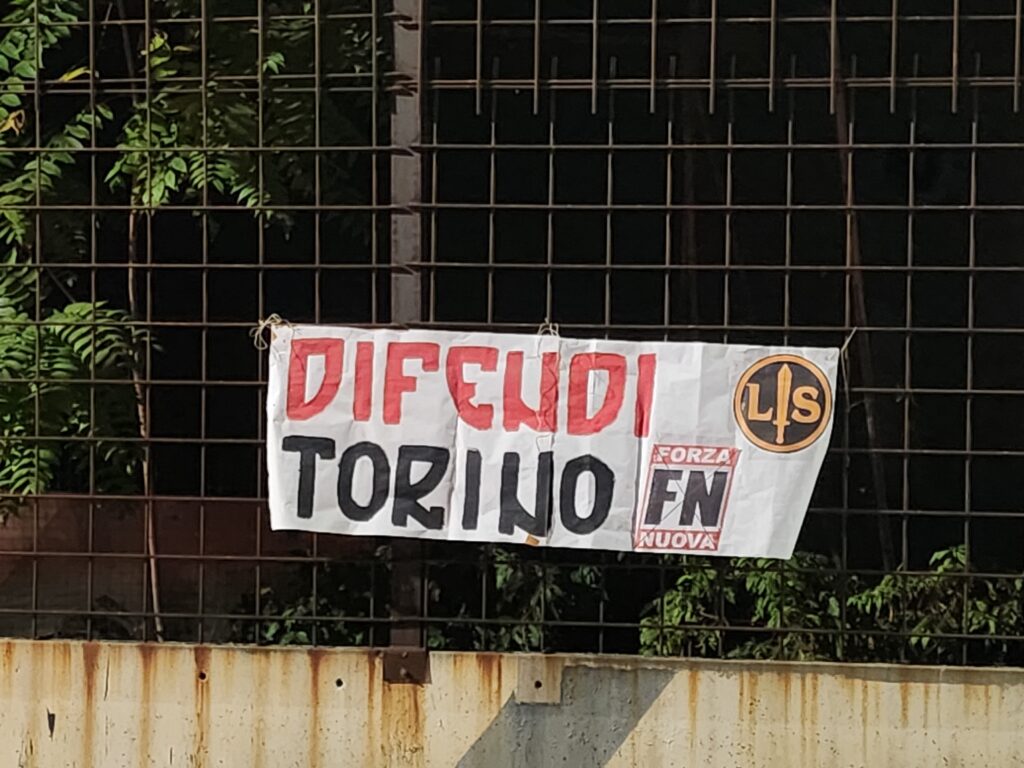 DIFENDI
TORINO
LS
FORZA
FN
NUOVA